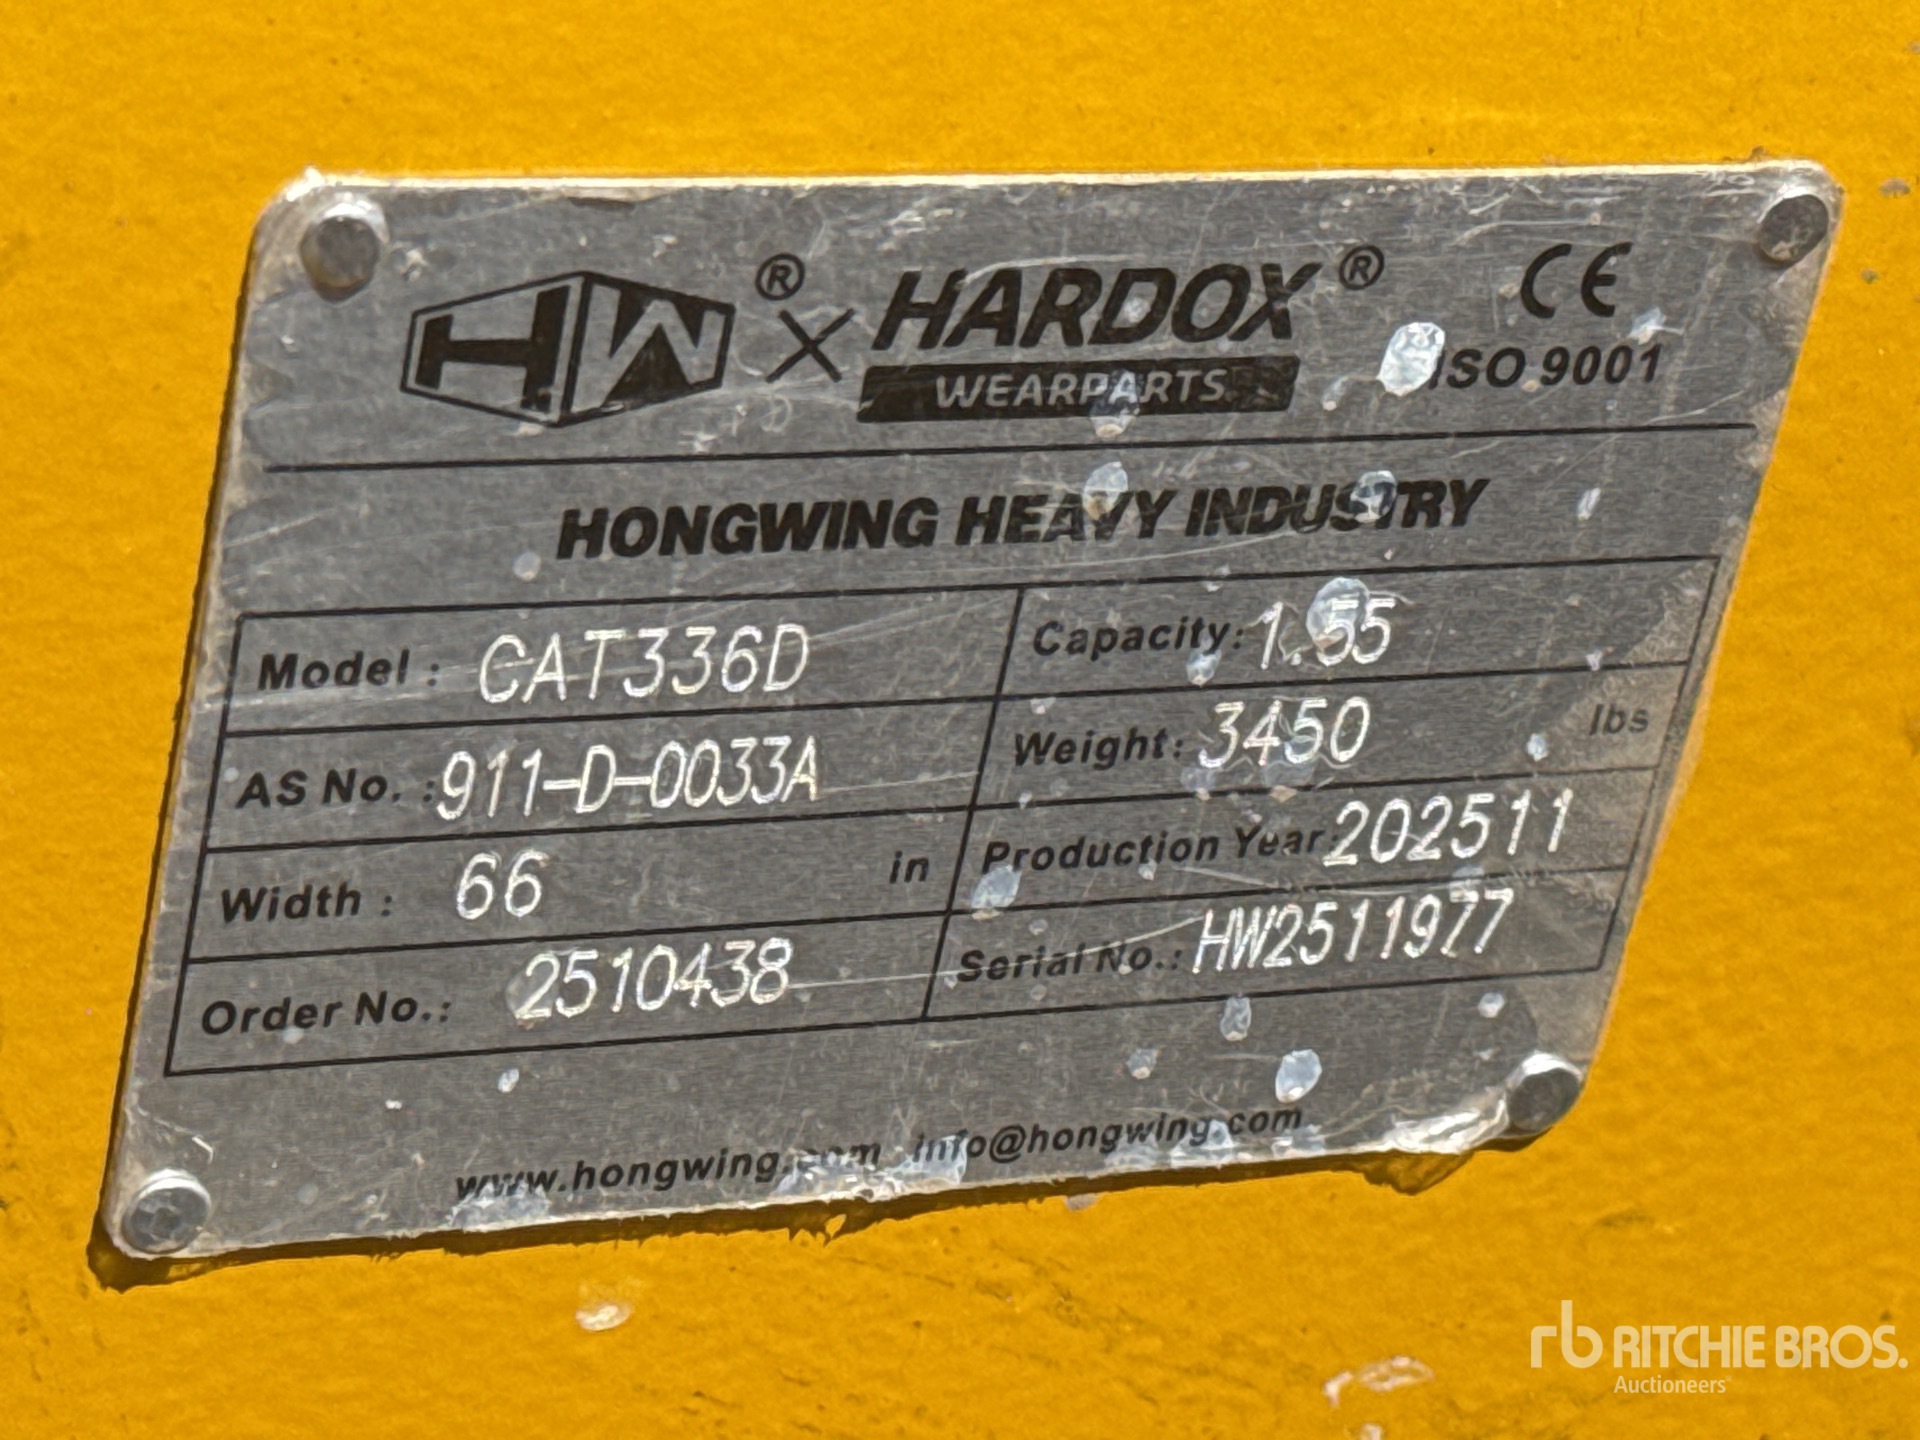 HW® × HARDOX® CE
WEARPARTS ISO 9001
HONGWING HEAVY INDUSTRY
Model : CAT336D Capacity: 1.55
AS No. : 911-D-0033A Weight: 3450 lbs
Width : 66 in Production Year: 202511
Order No.: 2510438 Serial No.: HW2511977
www.hongwing.com info@hongwing.com
rb RITCHIE BROS.
Auctioneers